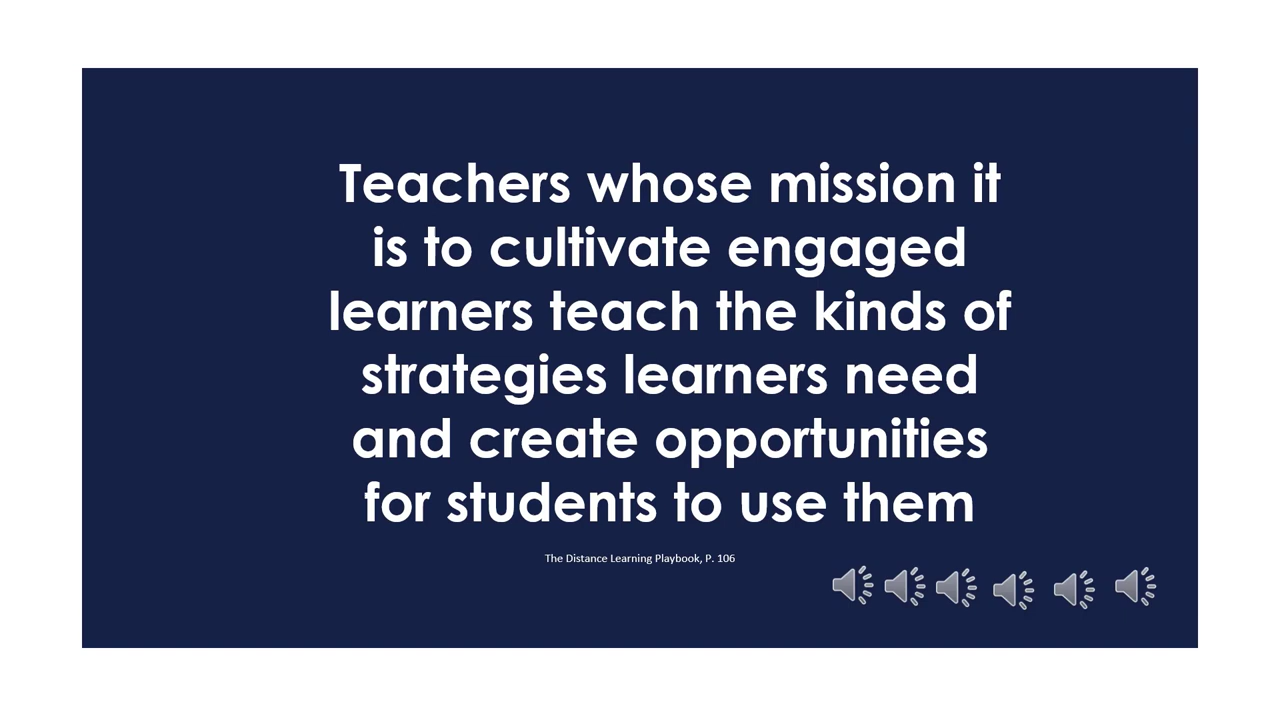 Teachers whose mission it
is to cultivate engaged
learners teach the kinds of
strategies learners need
and create opportunities
for students to use them
The Distance Learning Playbook, P. 106